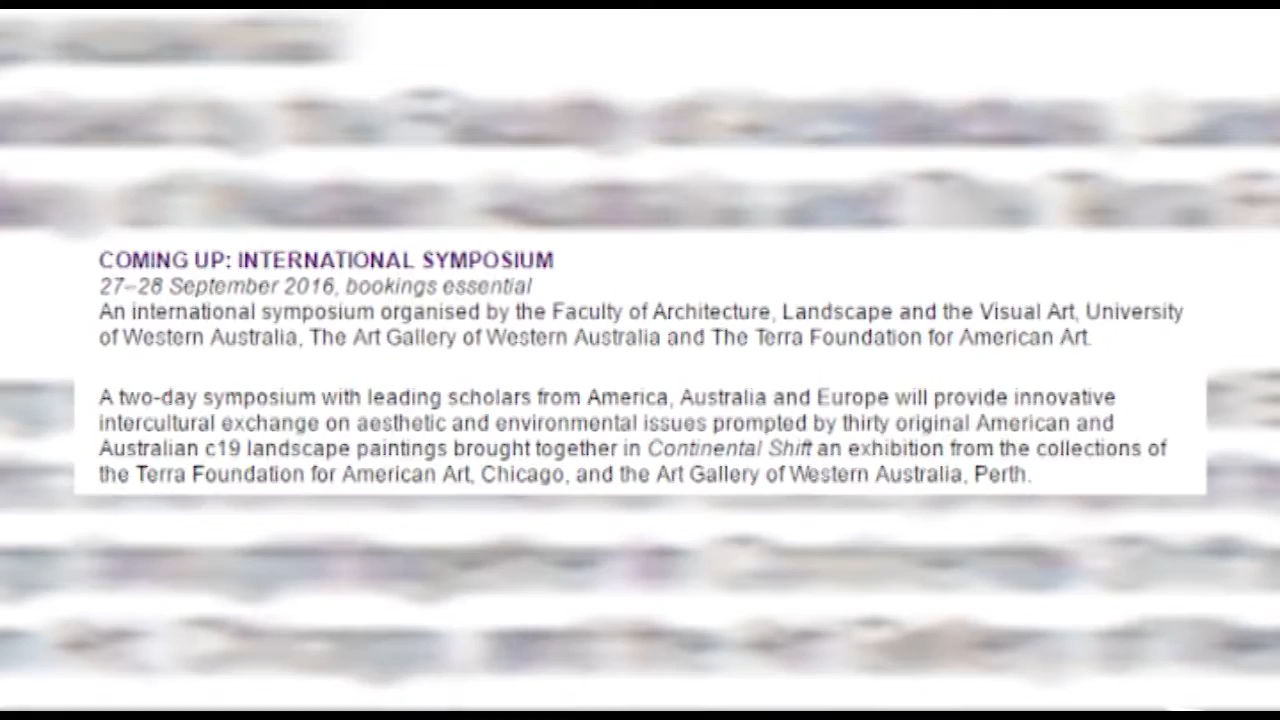 COMING UP: INTERNATIONAL SYMPOSIUM
27–28 September 2016, bookings essential
An international symposium organised by the Faculty of Architecture, Landscape and the Visual Art, University
of Western Australia, The Art Gallery of Western Australia and The Terra Foundation for American Art.
A two-day symposium with leading scholars from America, Australia and Europe will provide innovative
intercultural exchange on aesthetic and environmental issues prompted by thirty original American and
Australian c19 landscape paintings brought together in Continental Shift an exhibition from the collections of
the Terra Foundation for American Art, Chicago, and the Art Gallery of Western Australia, Perth.